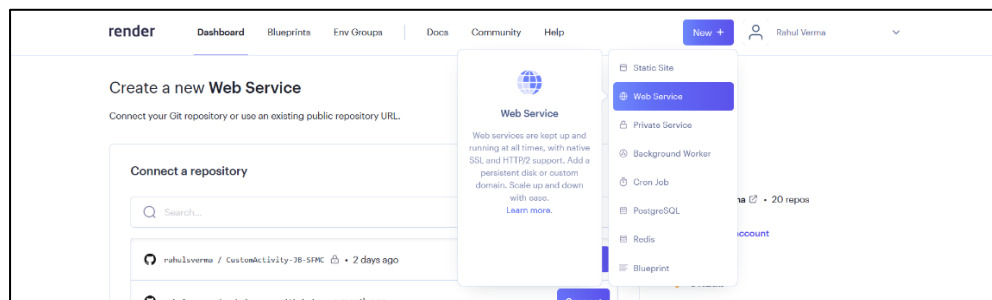 render Dashboard Blueprints Env Groups Docs Community Help New + Rahul Verma
Create a new Web Service
Connect your Git repository or use an existing public repository URL.
Connect a repository
Search...
rahulsverma / CustomActivity-JB-SFMC • 2 days ago
Web Service
Web services are kept up and
running at all times, with native
SSL and HTTP/2 support. Add a
persistent disk or custom
domain. Scale up and down
with ease.
Learn more.
Static Site
Web Service
Private Service
Background Worker
Cron Job
PostgreSQL
Redis
Blueprint
• 20 repos
account